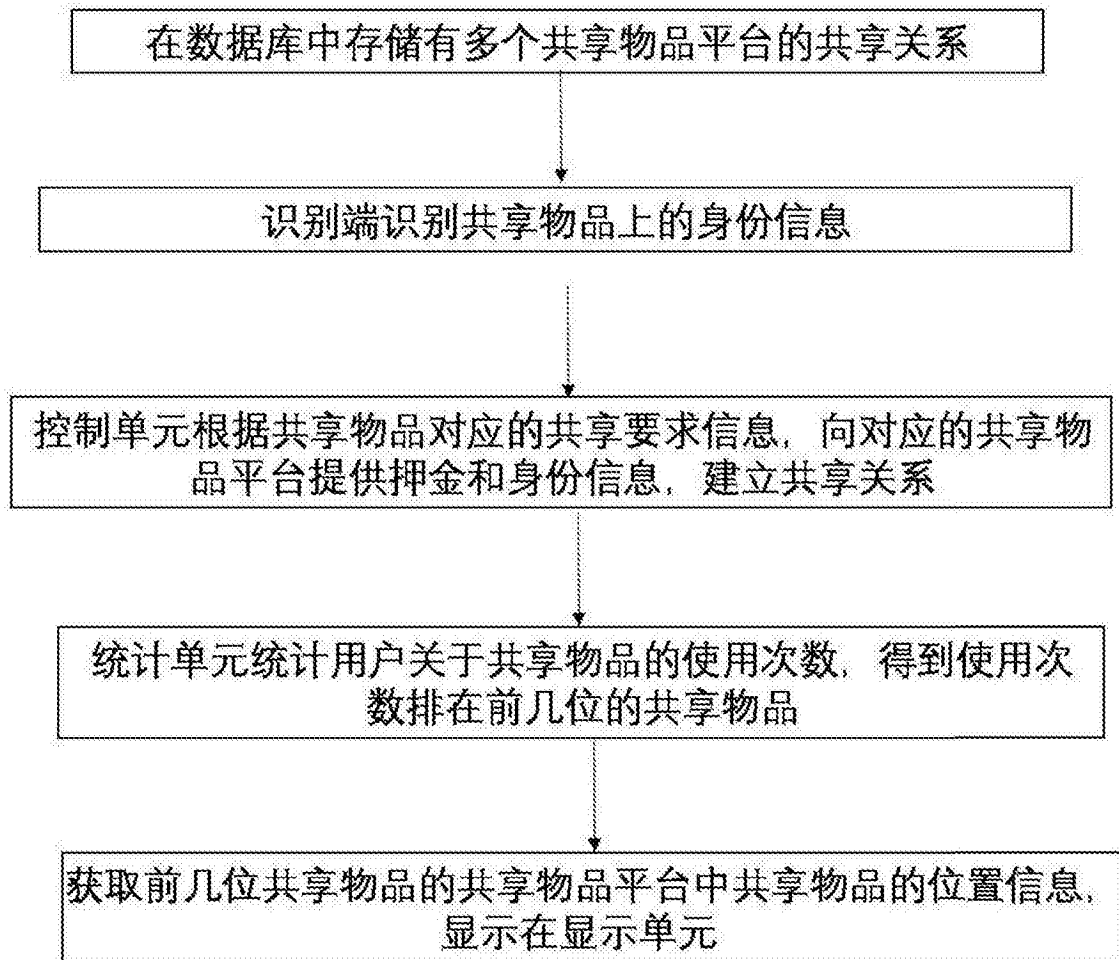 在数据库中存储有多个共享物品平台的共享关系
识别端识别共享物品上的身份信息
控制单元根据共享物品对应的共享要求信息，向对应的共享物
品平台提供押金和身份信息，建立共享关系
统计单元统计用户关于共享物品的使用次数，得到使用次
数排在前几位的共享物品
获取前几位共享物品的共享物品平台中共享物品的位置信息，
显示在显示单元